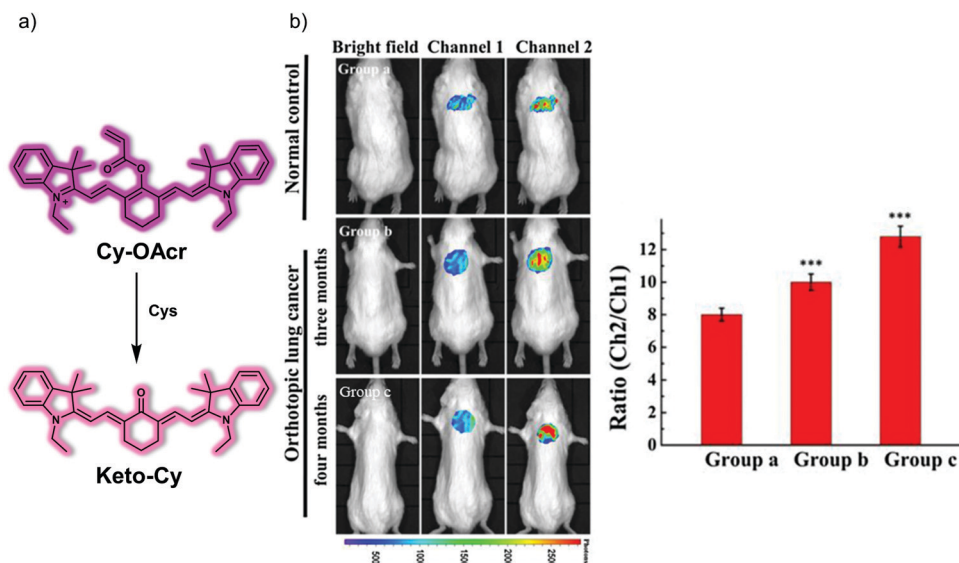 a)
O
O
N
+
N
Cy-OAcr
Cys
O
N
N
Keto-Cy
b)
Bright field Channel 1 Channel 2
Group a
Normal control
Group b
Orthotopic lung cancer
three months
Group c
four months
Ratio (Ch2/Ch1)
12
10
8
6
4
2
0
***
***
Group a Group b Group c